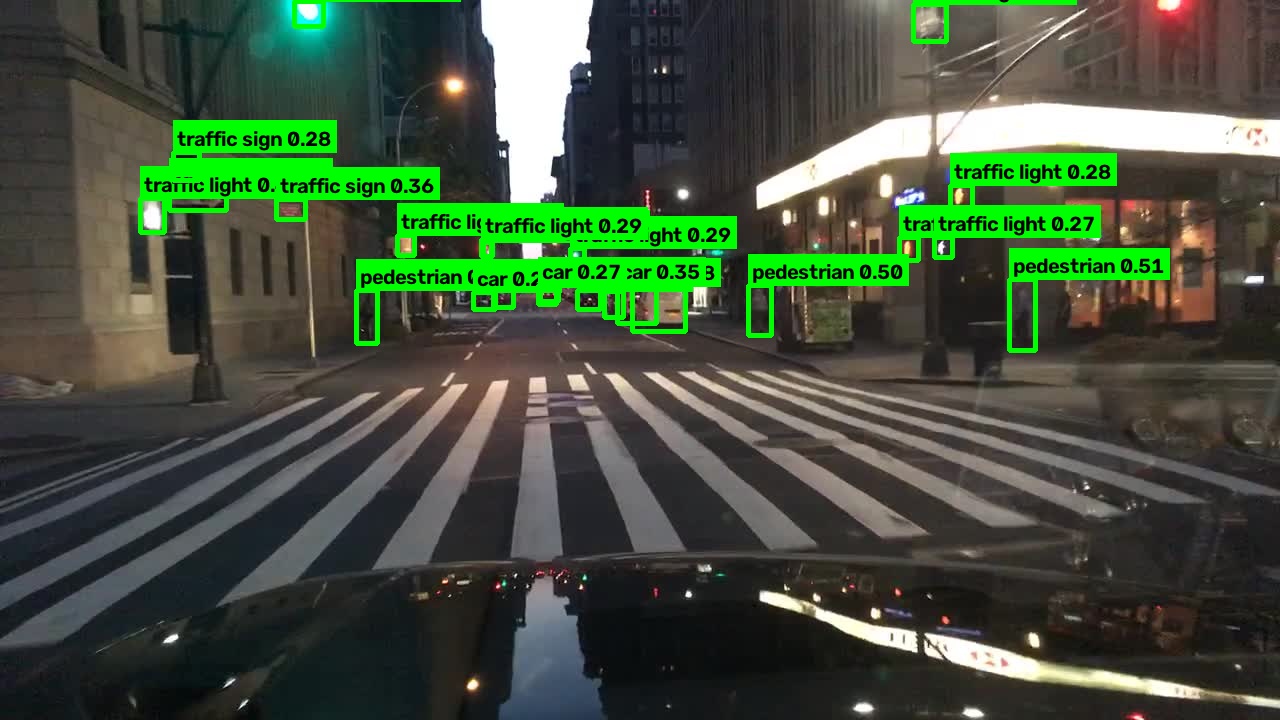 traffic sign 0.28
traffic light 0.
traffic sign 0.36
traffic light 0.28
traffic light 0.29
light 0.29
traffic light 0.27
pedestrian 0.51
pedestrian
car 0.2
car 0.27
car 0.35
pedestrian 0.50